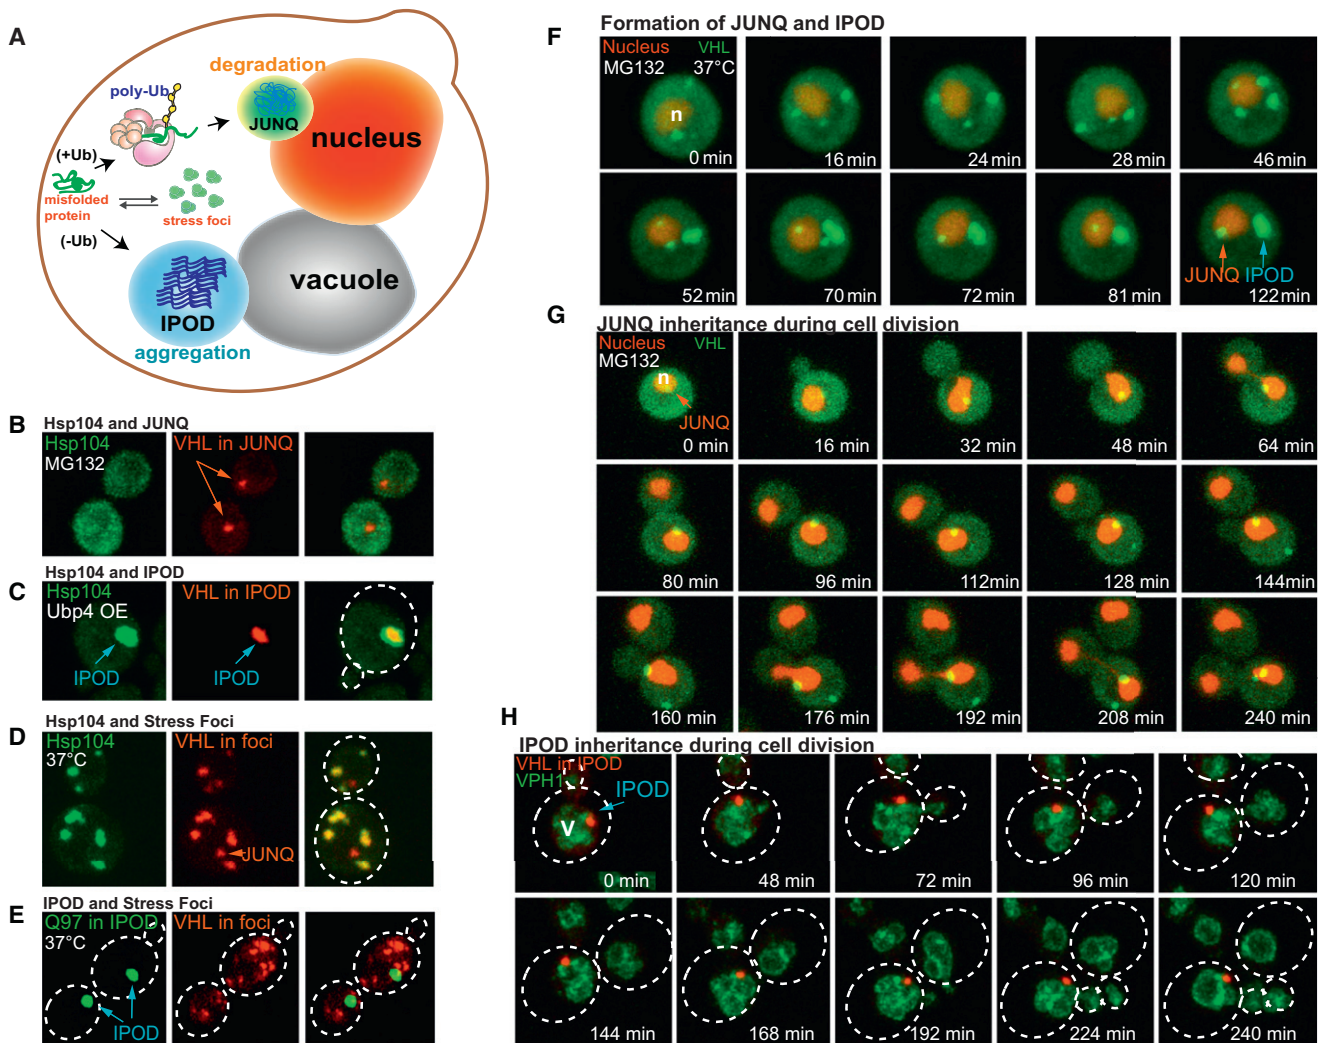 A
degradation
poly-Ub
JUNQ
nucleus
(+Ub)
misfolded
protein
stress foci
(-Ub)
vacuole
IPOD
aggregation
B
Hsp104 and JUNQ
Hsp104
MG132
VHL in JUNQ
C
Hsp104 and IPOD
Hsp104
Ubp4 OE
VHL in IPOD
IPOD
IPOD
D
Hsp104 and Stress Foci
Hsp104
37°C
VHL in foci
JUNQ
E
IPOD and Stress Foci
Q97 in IPOD
37°C
VHL in foci
IPOD
F
Formation of JUNQ and IPOD
Nucleus VHL
MG132 37°C
n
0 min
16 min
24 min
28 min
46 min
52 min
70 min
72 min
81 min
JUNQ IPOD
122 min
G
JUNQ inheritance during cell division
Nucleus VHL
MG132
n
JUNQ
0 min
16 min
32 min
48 min
64 min
80 min
96 min
112min
128 min
144min
160 min
176 min
192 min
208 min
240 min
H
IPOD inheritance during cell division
VHL in IPOD
VPH1
IPOD
V
0 min
48 min
72 min
96 min
120 min
144 min
168 min
192 min
224 min
240 min